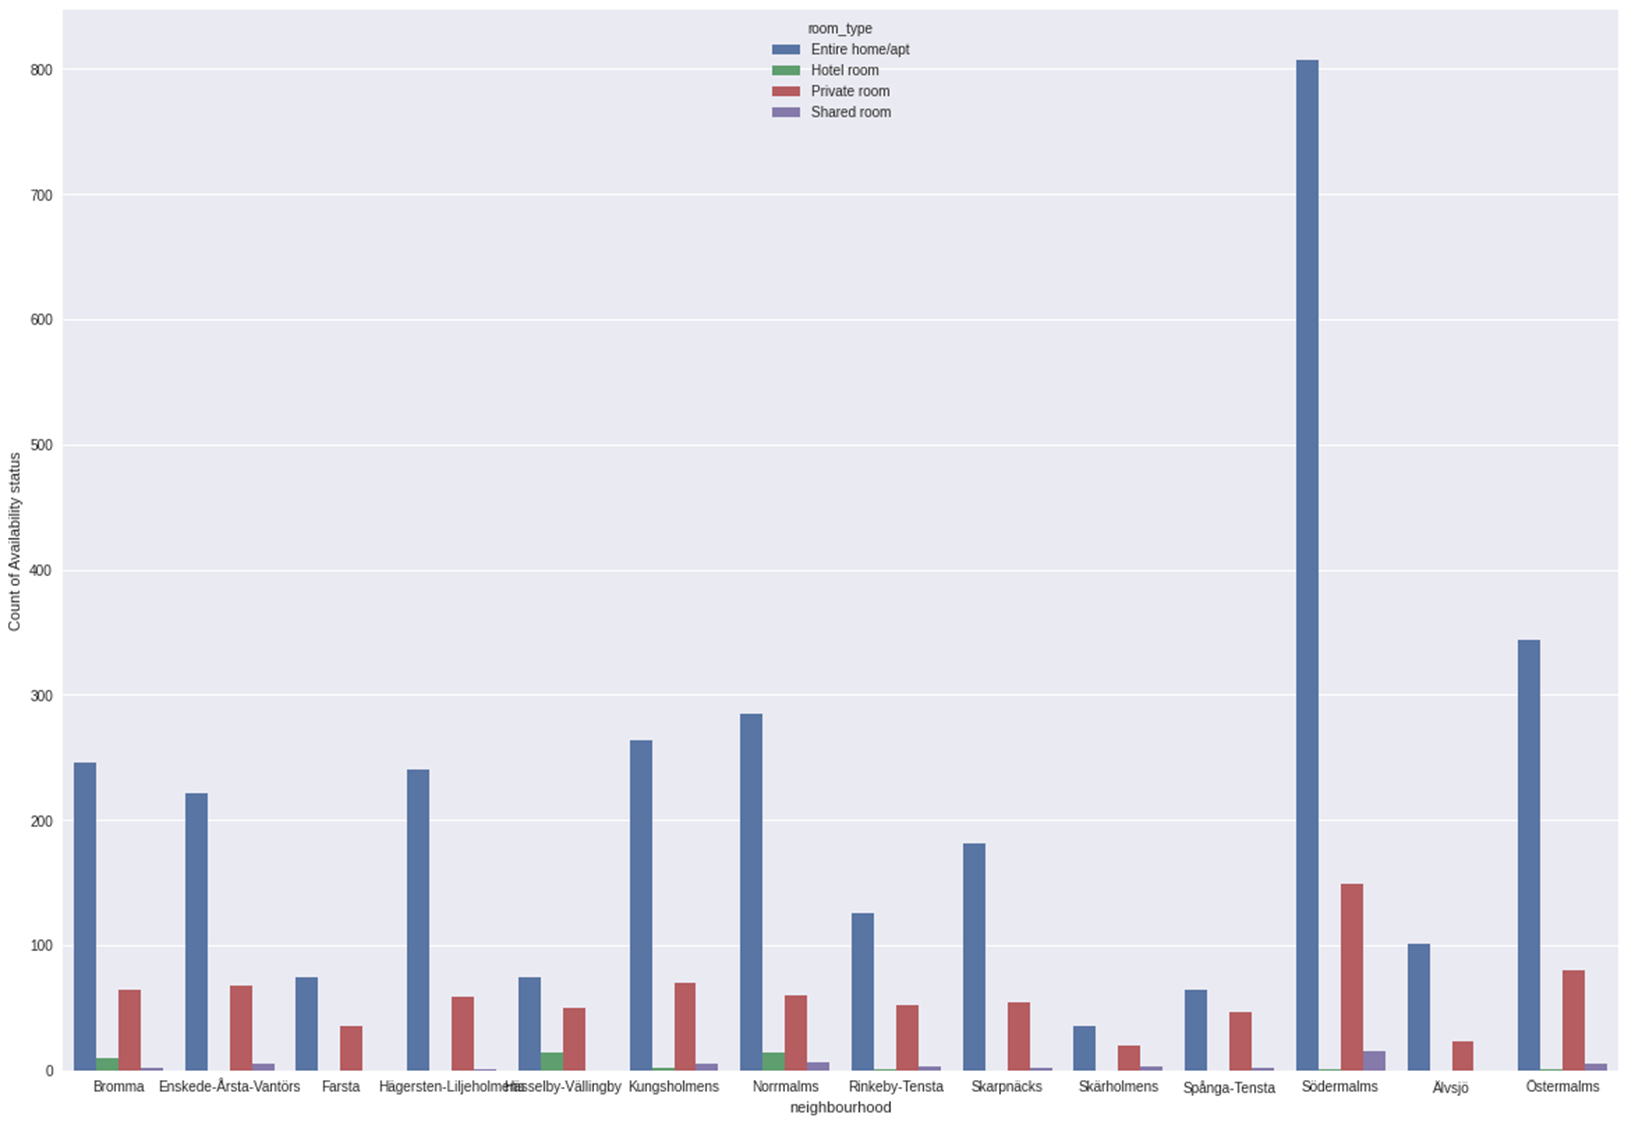 room_type
Entire home/apt
Hotel room
Private room
Shared room
800
700
600
500
400
300
200
100
0
Count of Availability status
Bromma Enskede-Årsta-Vantörs Farsta Hägersten-Liljeholmens Hässelby-Vällingby Kungsholmens Norrmalms Rinkeby-Tensta Skarpnäcks Skärholmens Spånga-Tensta Södermalms Älvsjö Östermalms
neighbourhood